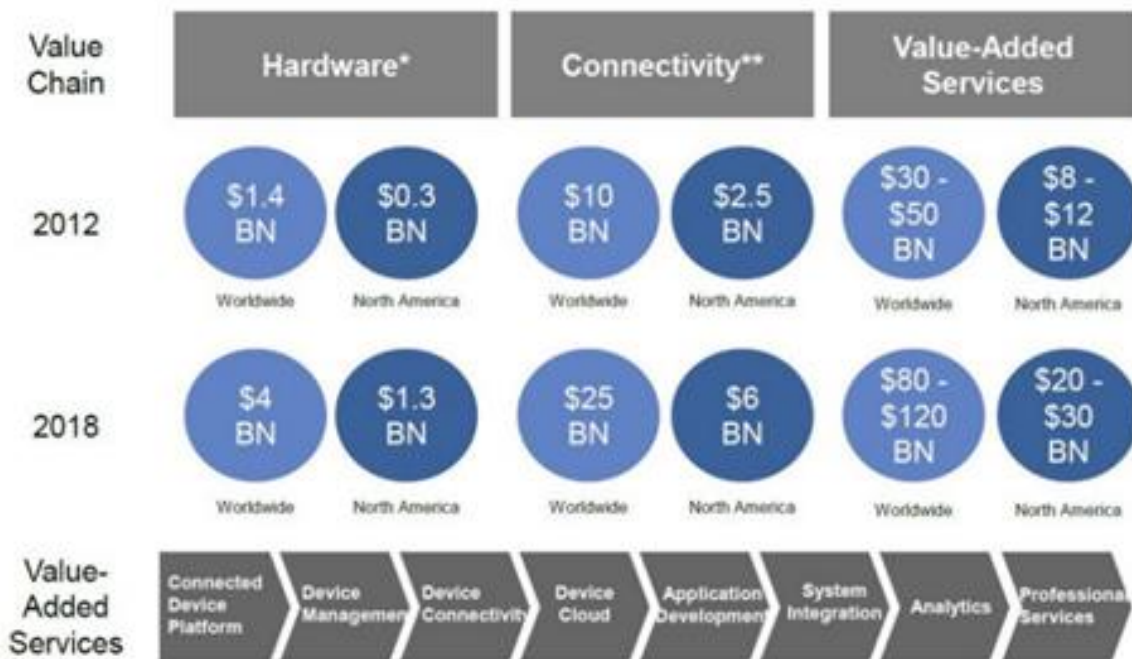 Value
Chain
Hardware*
Connectivity**
Value-Added
Services
2012
$1.4
BN
$0.3
BN
$10
BN
$2.5
BN
$30 -
$50
BN
$8 -
$12
BN
Worldwide
North America
Worldwide
North America
Worldwide
North America
2018
$4
BN
$1.3
BN
$25
BN
$6
BN
$80 -
$120
BN
$20 -
$30
BN
Worldwide
North America
Worldwide
North America
Worldwide
North America
Value-
Added
Services
Connected
Device
Platform
Device
Management
Device
Connectivity
Device
Cloud
Application
Development
System
Integration
Analytics
Professional
Services